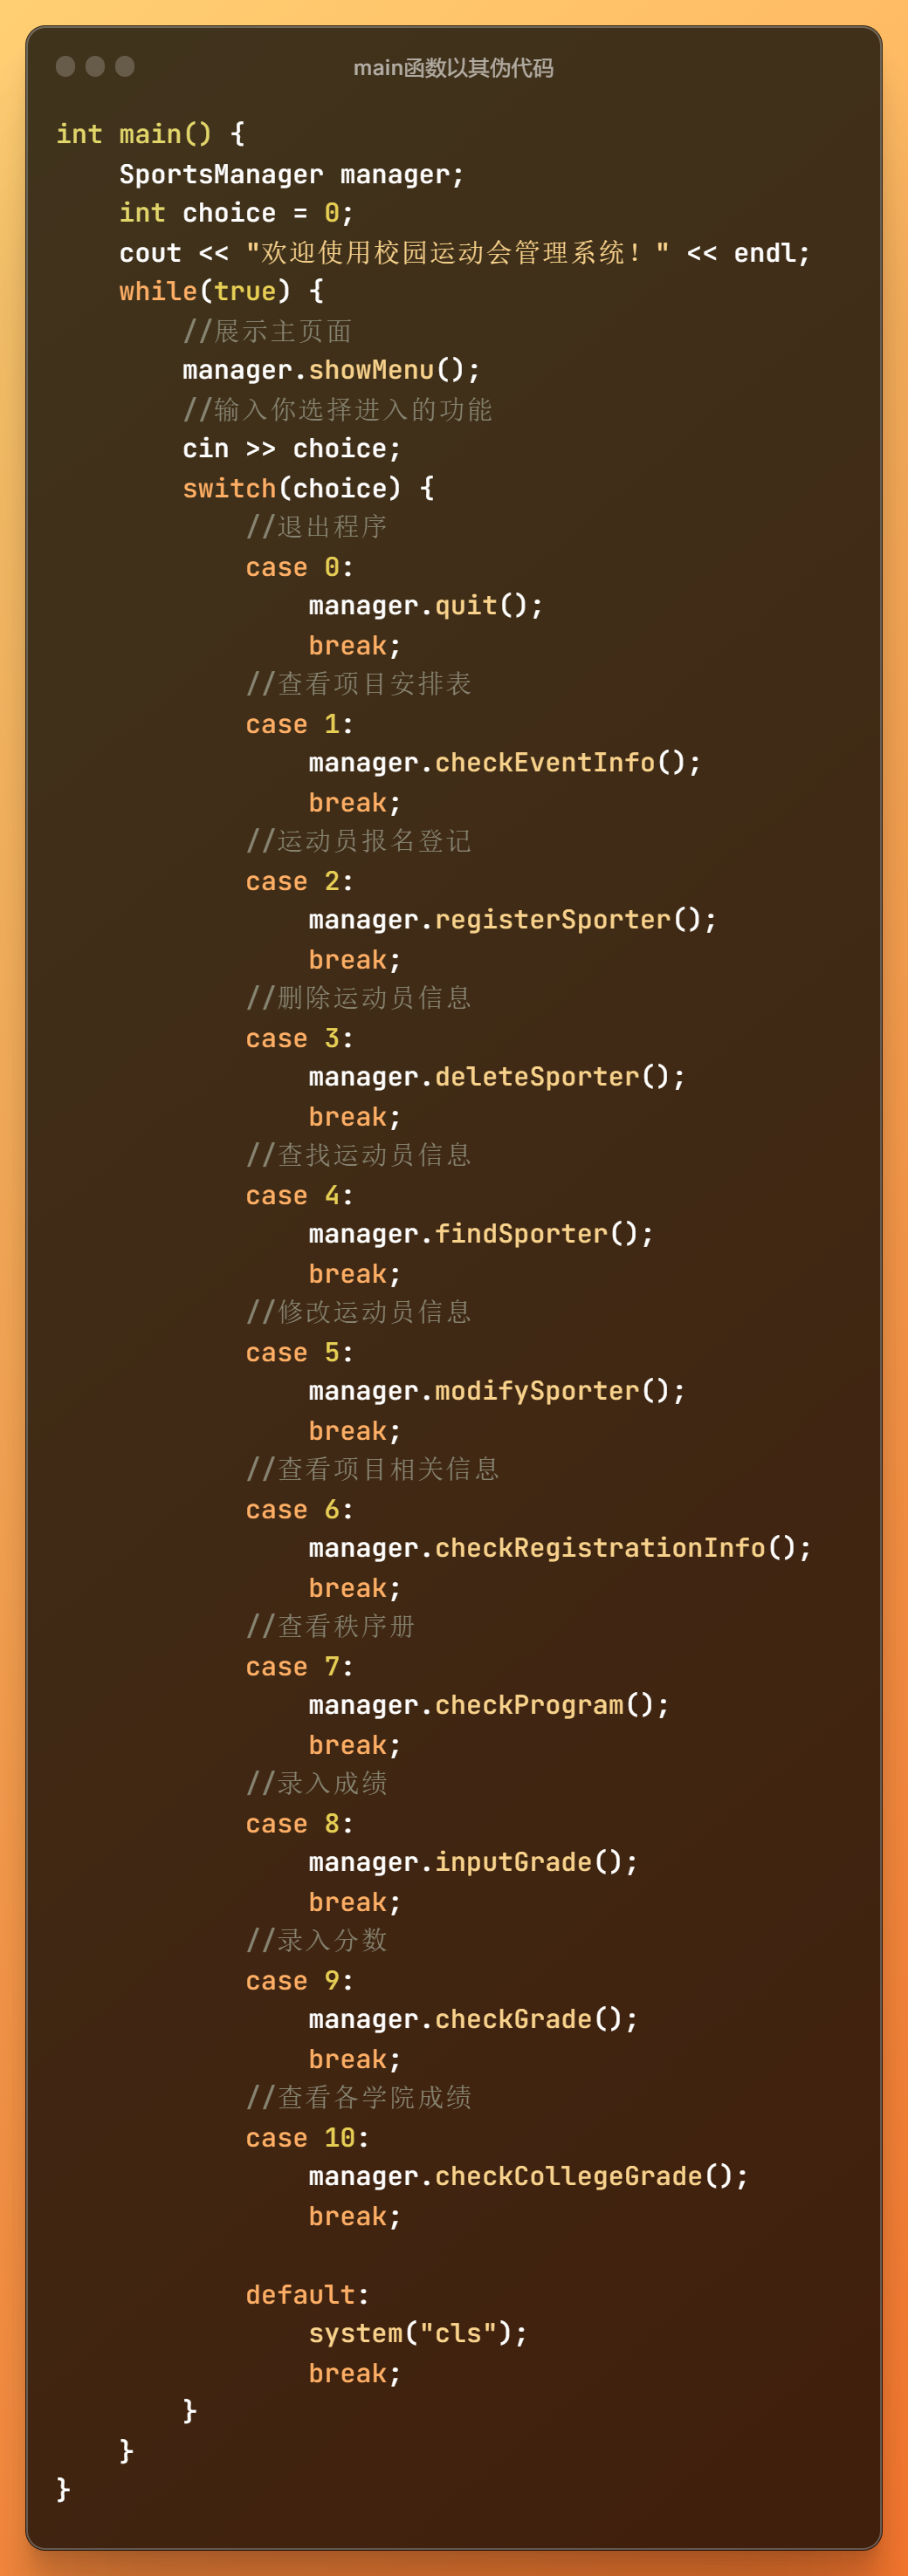 main函数以其伪代码
int main() {
    SportsManager manager;
    int choice = 0;
    cout << "欢迎使用校园运动会管理系统！" << endl;
    while(true) {
        //展示主页面
        manager.showMenu();
        //输入你选择进入的功能
        cin >> choice;
        switch(choice) {
            //退出程序
            case 0:
                manager.quit();
                break;
            //查看项目安排表
            case 1:
                manager.checkEventInfo();
                break;
            //运动员报名登记
            case 2:
                manager.registerSporter();
                break;
            //删除运动员信息
            case 3:
                manager.deleteSporter();
                break;
            //查找运动员信息
            case 4:
                manager.findSporter();
                break;
            //修改运动员信息
            case 5:
                manager.modifySporter();
                break;
            //查看项目相关信息
            case 6:
                manager.checkRegistrationInfo();
                break;
            //查看秩序册
            case 7:
                manager.checkProgram();
                break;
            //录入成绩
            case 8:
                manager.inputGrade();
                break;
            //录入分数
            case 9:
                manager.checkGrade();
                break;
            //查看各学院成绩
            case 10:
                manager.checkCollegeGrade();
                break;

            default:
                system("cls");
                break;
        }
    }
}